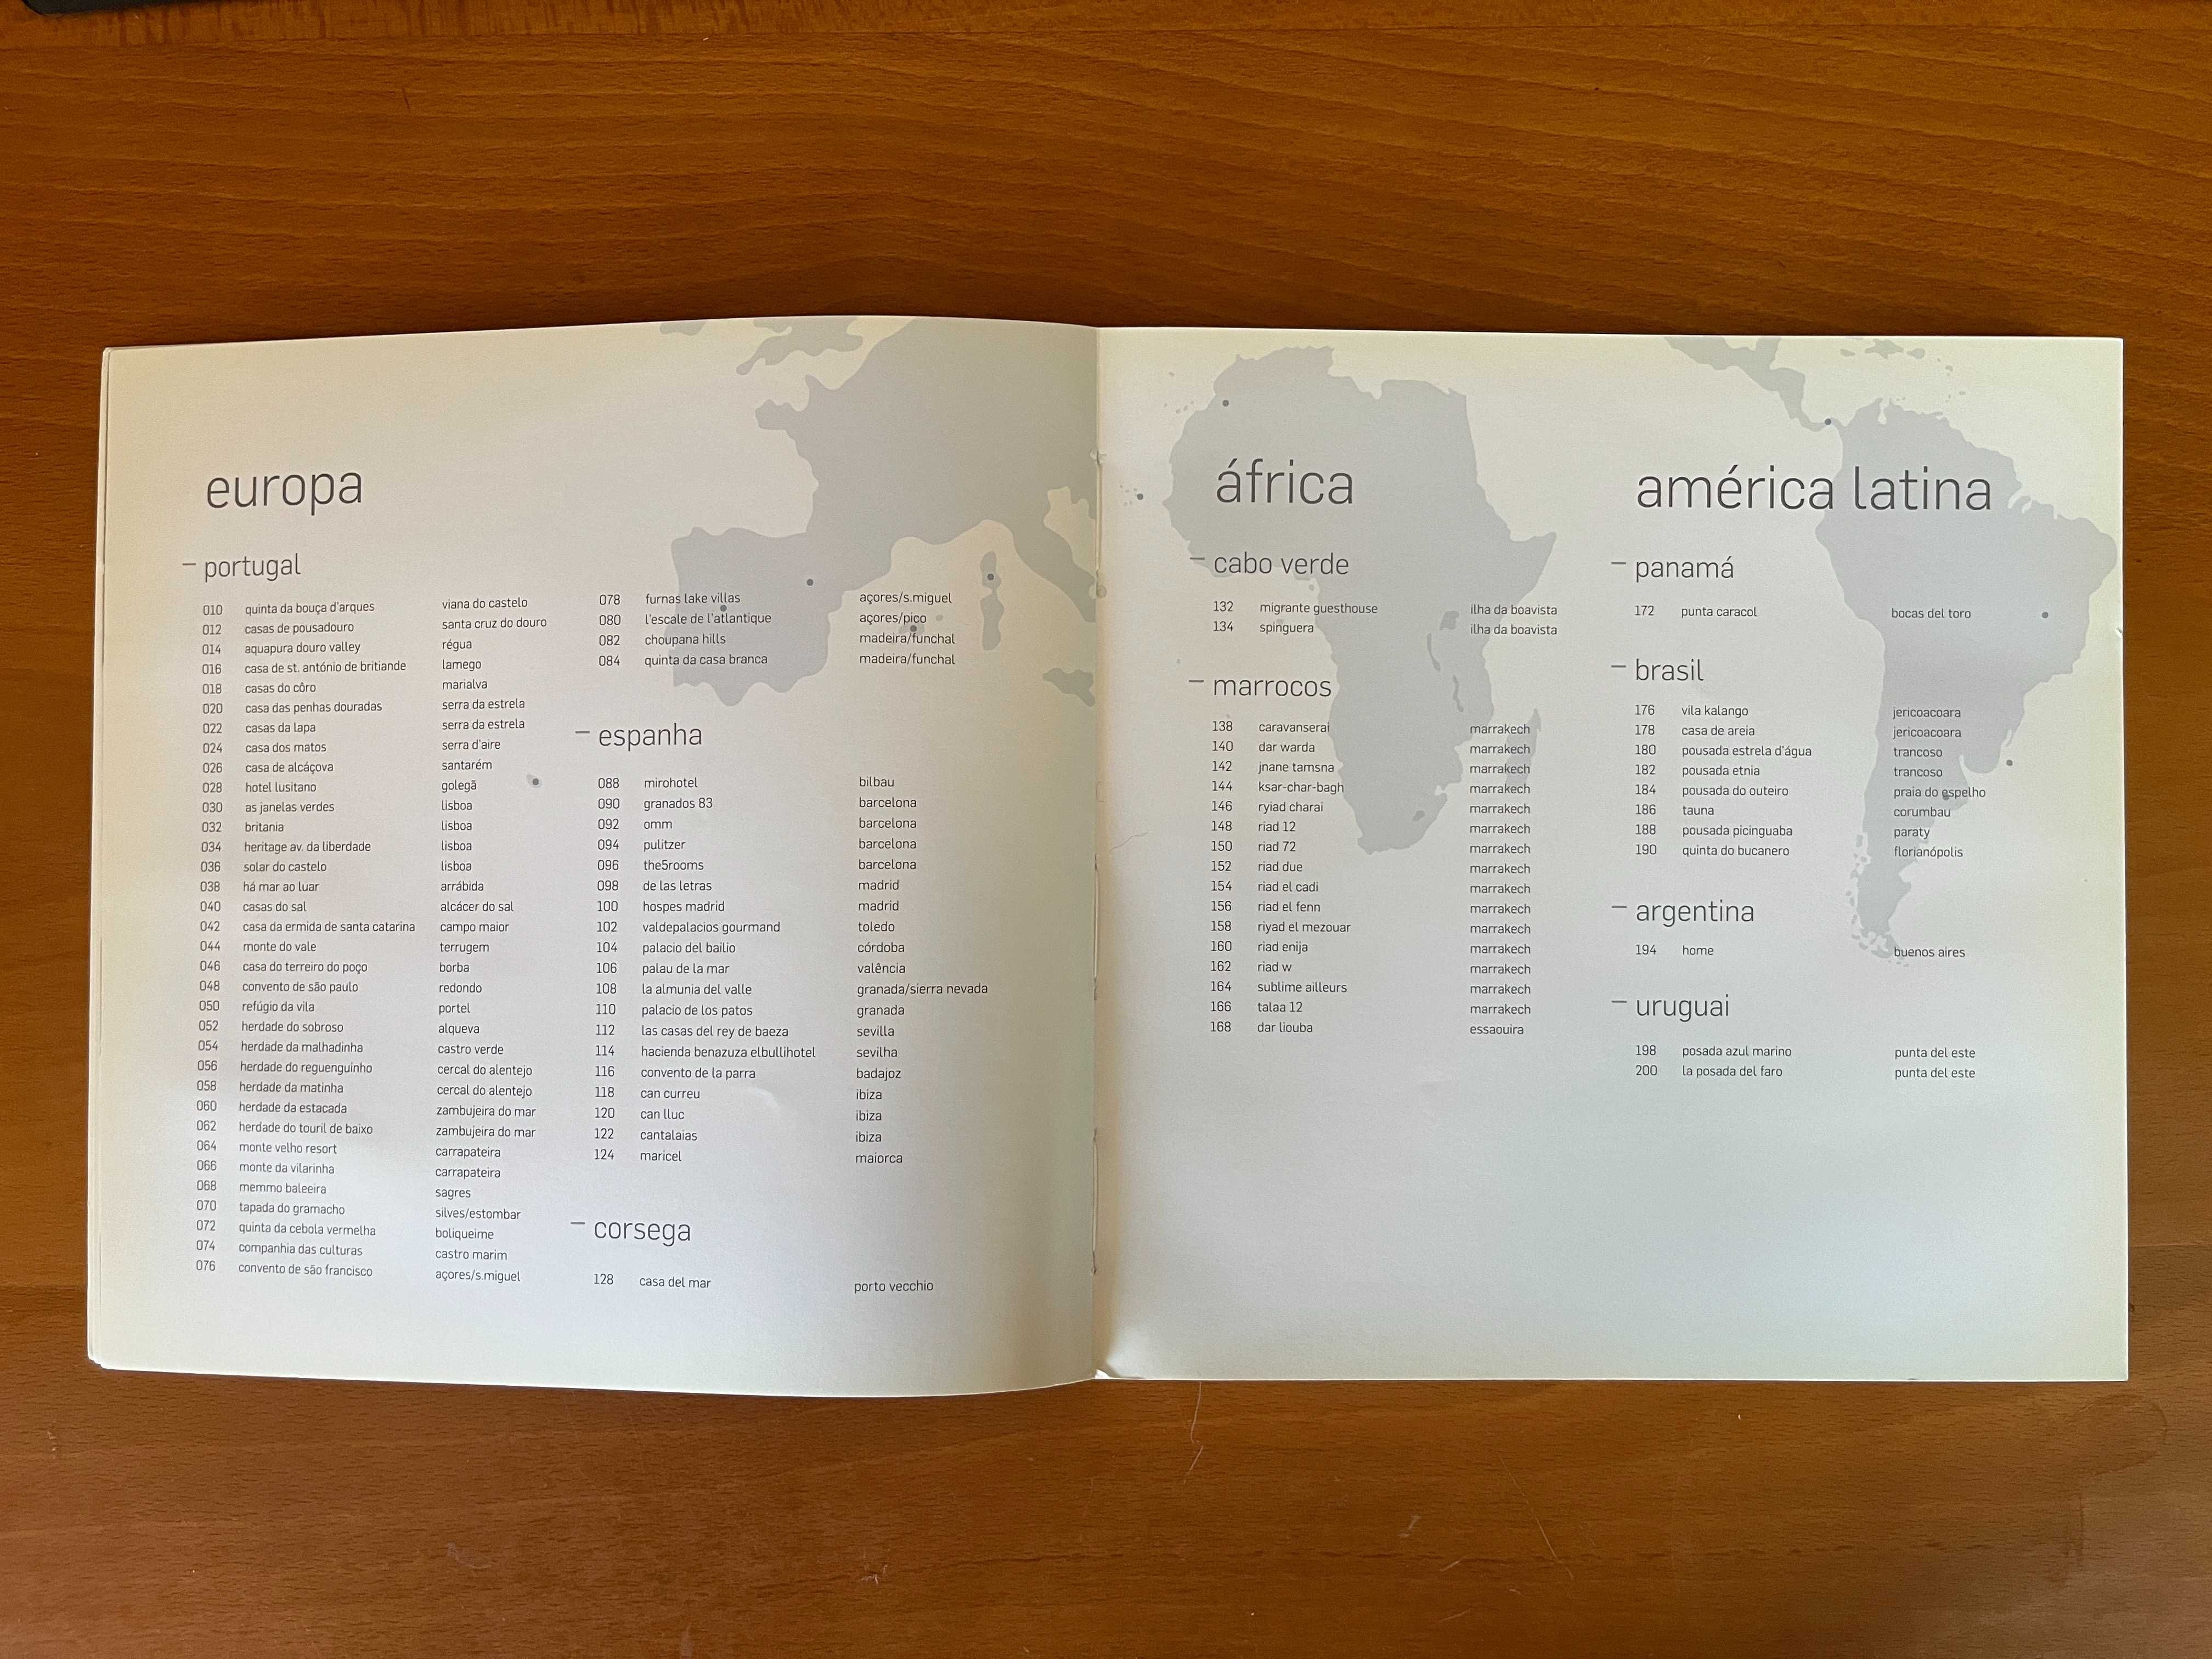 europa
– portugal
010 quinta da bouça d'arques viana do castelo
012 casas de pousadouro santa cruz do douro
014 aquapura douro valley régua
016 casa de st. antónio de britiande lamego
018 casas do côro marialva
020 casa das penhas douradas serra da estrela
022 casas da lapa serra da estrela
024 casa dos matos serra d'aire
026 casa de alcáçova santarém
028 hotel lusitano golegã
030 as janelas verdes lisboa
032 britania lisboa
034 heritage av. da liberdade lisboa
036 solar do castelo lisboa
038 há mar ao luar arrábida
040 casas do sal alcácer do sal
042 casa da ermida de santa catarina campo maior
044 monte do vale terrugem
046 casa do terreiro do poço borba
048 convento de são paulo redondo
050 refúgio da vila portel
052 herdade do sobroso alqueva
054 herdade da malhadinha castro verde
056 herdade do reguenguinho cercal do alentejo
058 herdade da matinha cercal do alentejo
060 herdade da estacada zambujeira do mar
062 herdade do touril de baixo zambujeira do mar
064 monte velho resort carrapateira
066 monte da vilarinha carrapateira
068 memmo baleeira sagres
070 tapada do gramacho silves/estombar
072 quinta da cebola vermelha boliqueime
074 companhia das culturas castro marim
076 convento de são francisco açores/s.miguel
078 furnas lake villas açores/s.miguel
080 l'escale de l'atlantique açores/pico
082 choupana hills madeira/funchal
084 quinta da casa branca madeira/funchal
– espanha
088 mirohotel bilbau
090 granados 83 barcelona
092 omm barcelona
094 pulitzer barcelona
096 the5rooms barcelona
098 de las letras madrid
100 hospes madrid madrid
102 valdepalacios gourmand toledo
104 palacio del bailio córdoba
106 palau de la mar valência
108 la almunia del valle granada/sierra nevada
110 palacio de los patos granada
112 las casas del rey de baeza sevilla
114 hacienda benazuza elbullihotel sevilha
116 convento de la parra badajoz
118 can curreu ibiza
120 can lluc ibiza
122 cantalaias ibiza
124 maricel maiorca
– corsega
128 casa del mar porto vecchio
áfrica
– cabo verde
132 migrante guesthouse ilha da boavista
134 spinguera ilha da boavista
– marrocos
138 caravanserai marrakech
140 dar warda marrakech
142 jnane tamsna marrakech
144 ksar-char-bagh marrakech
146 ryiad charai marrakech
148 riad 12 marrakech
150 riad 72 marrakech
152 riad due marrakech
154 riad el cadi marrakech
156 riad el fenn marrakech
158 riyad el mezouar marrakech
160 riad enija marrakech
162 riad w marrakech
164 sublime ailleurs marrakech
166 talaa 12 marrakech
168 dar liouba essaouira
américa latina
– panamá
172 punta caracol bocas del toro
– brasil
176 vila kalango jericoacoara
178 casa de areia jericoacoara
180 pousada estrela d'água trancoso
182 pousada etnia trancoso
184 pousada do outeiro praia do espelho
186 tauna corumbau
188 pousada picinguaba paraty
190 quinta do bucanero florianópolis
– argentina
194 home buenos aires
– uruguai
198 posada azul marino punta del este
200 la posada del faro punta del este